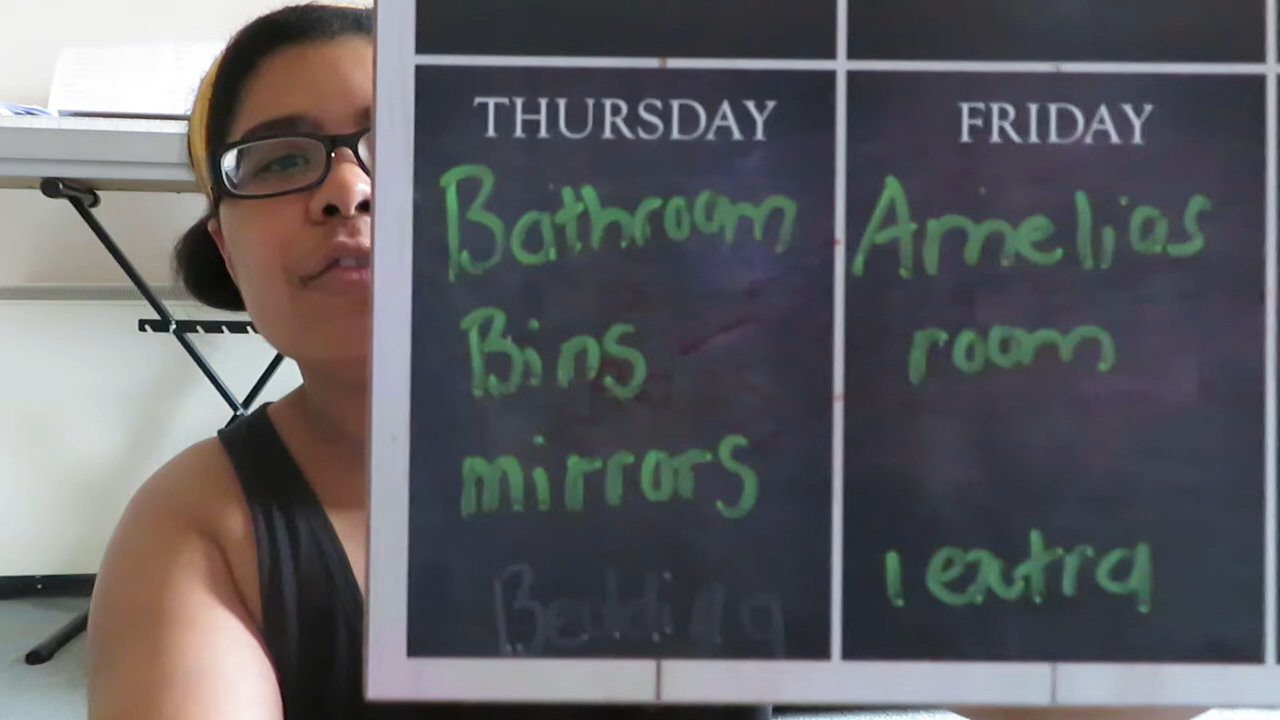 THURSDAY
Bathroom
Bins
mirrors
Bedding
FRIDAY
Amelias
room
1 extra